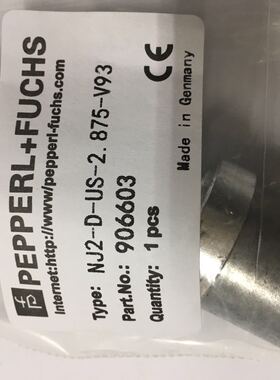 PEPPERL+FUCHS
Internet:http://www/pepperl-fuchs.com
Type: NJ2-D-US-2.875-V93
Part.No.: 906603
Quantity: 1 pcs
CE
Made in Genmany